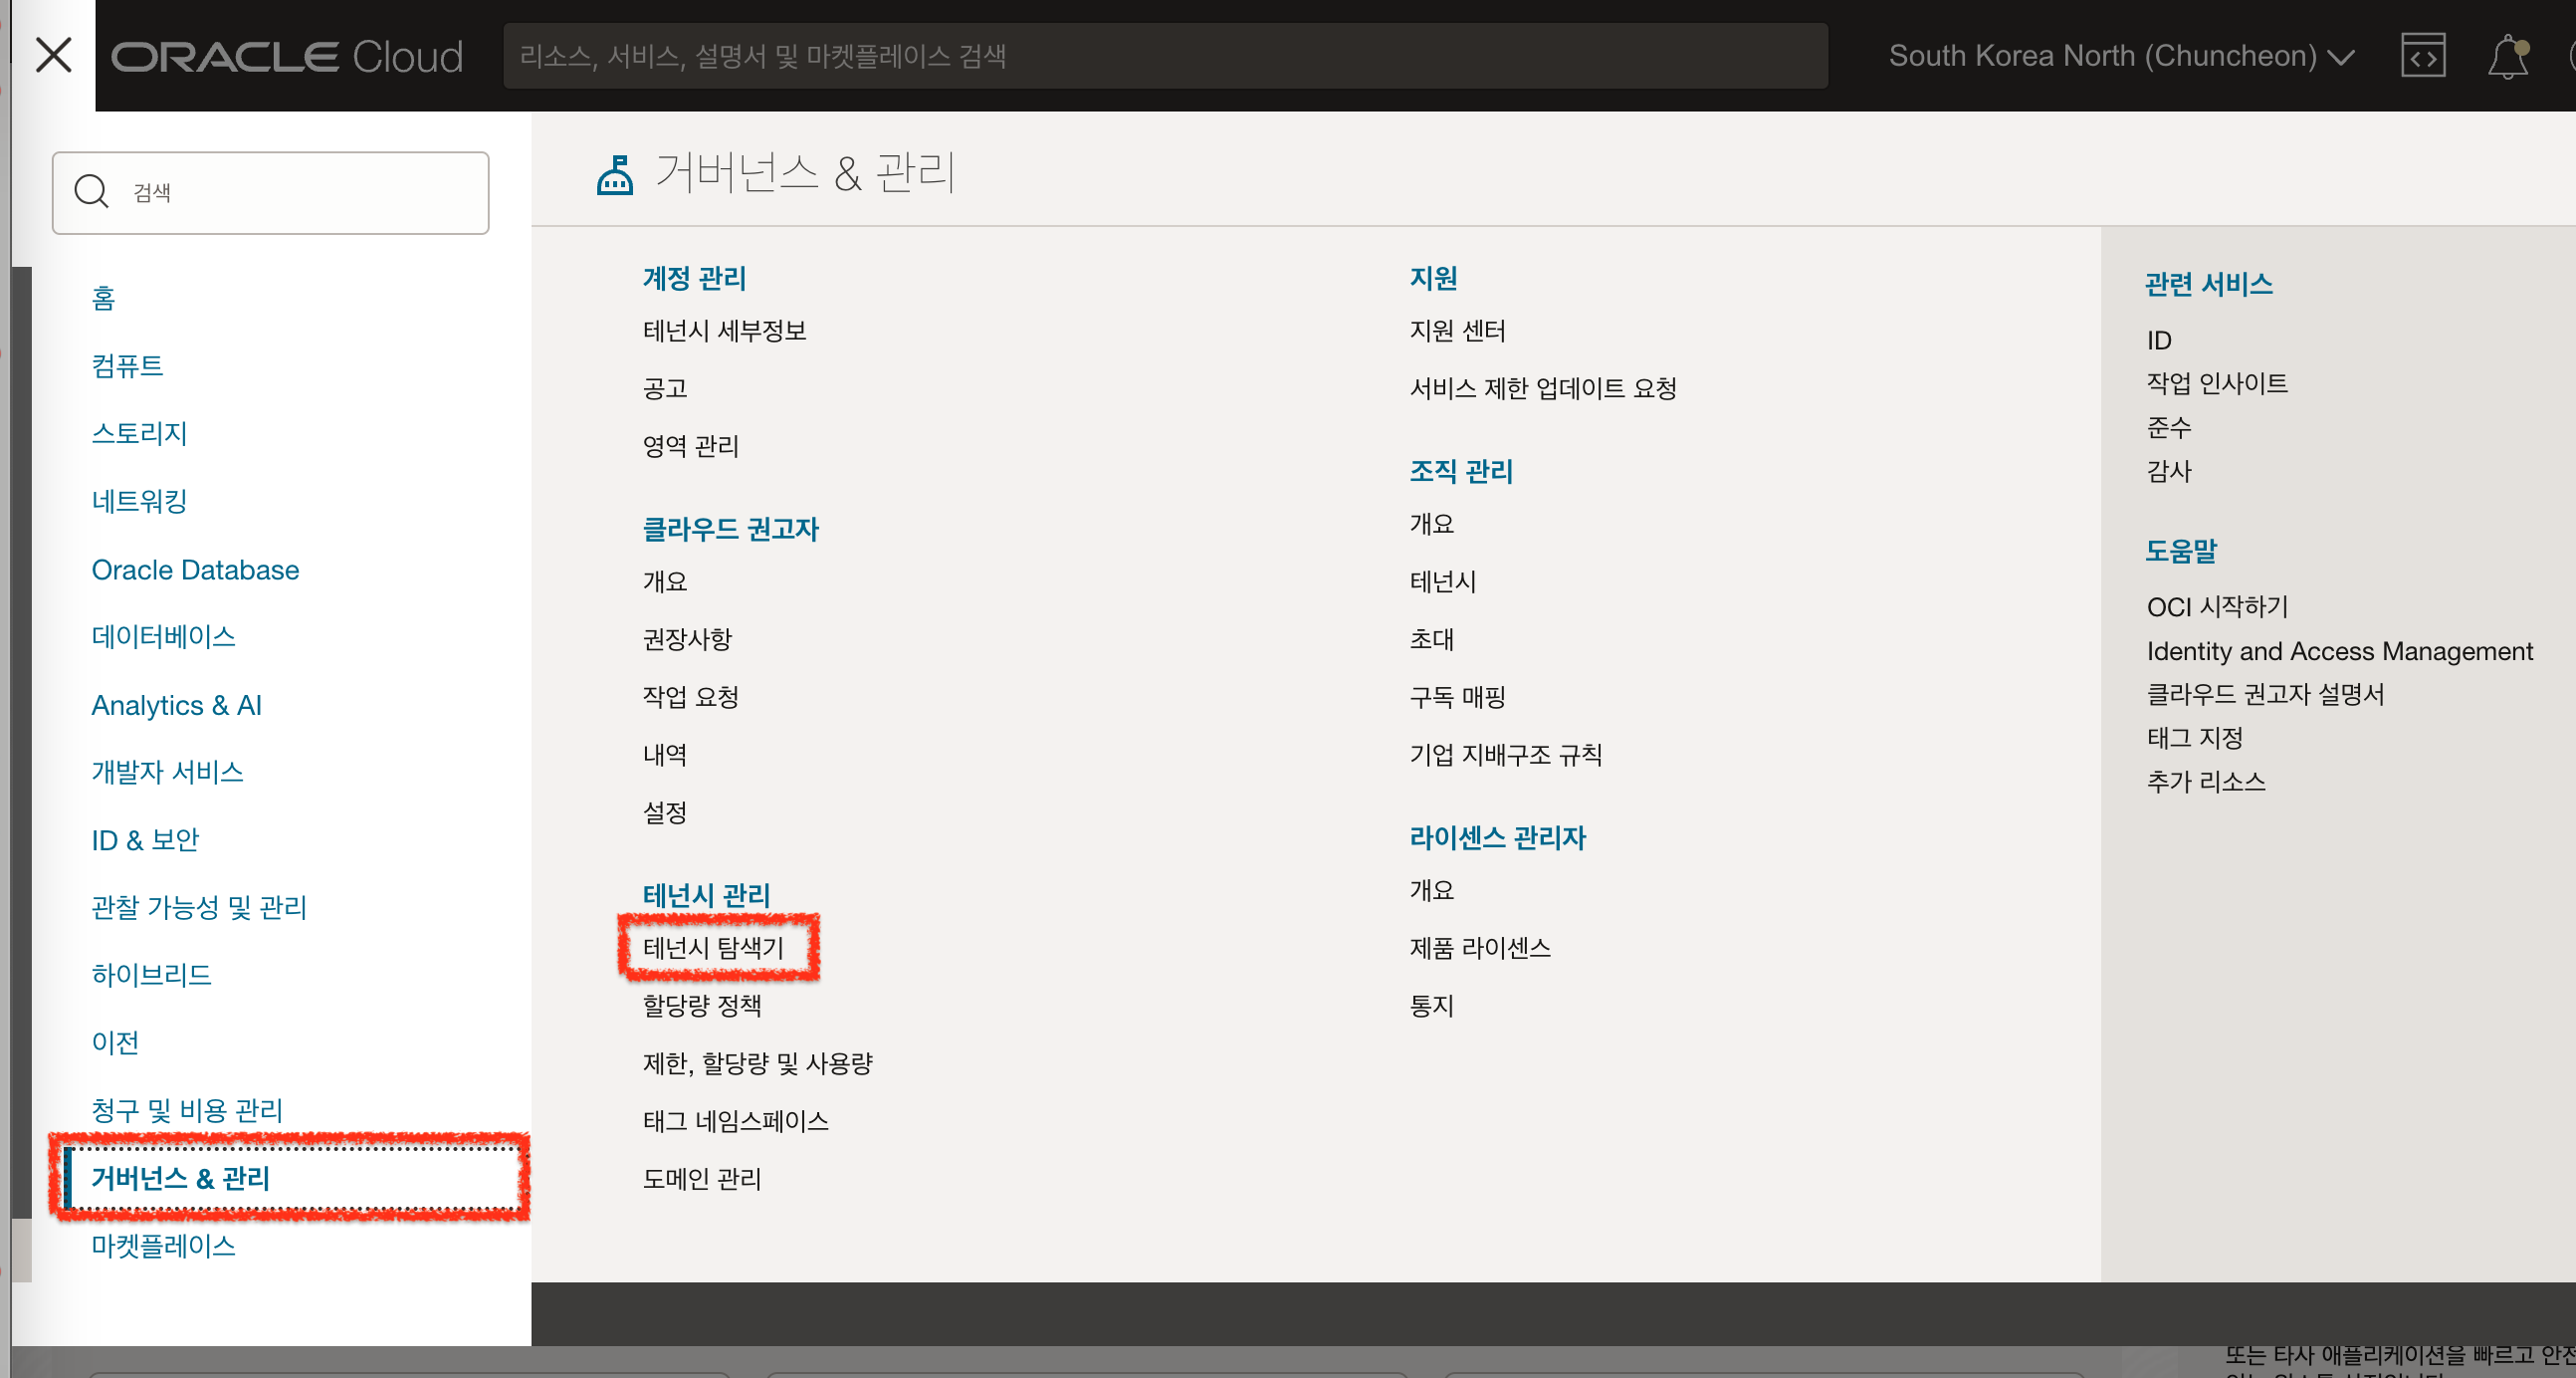 ORACLE Cloud
리소스, 서비스, 설명서 및 마켓플레이스 검색
South Korea North (Chuncheon)
검색
홈
컴퓨트
스토리지
네트워킹
Oracle Database
데이터베이스
Analytics & AI
개발자 서비스
ID & 보안
관찰 가능성 및 관리
하이브리드
이전
청구 및 비용 관리
거버넌스 & 관리
마켓플레이스
거버넌스 & 관리
계정 관리
테넌시 세부정보
공고
영역 관리
클라우드 권고자
개요
권장사항
작업 요청
내역
설정
테넌시 관리
테넌시 탐색기
할당량 정책
제한, 할당량 및 사용량
태그 네임스페이스
도메인 관리
지원
지원 센터
서비스 제한 업데이트 요청
조직 관리
개요
테넌시
초대
구독 매핑
기업 지배구조 규칙
라이센스 관리자
개요
제품 라이센스
통지
관련 서비스
ID
작업 인사이트
준수
감사
도움말
OCI 시작하기
Identity and Access Management
클라우드 권고자 설명서
태그 지정
추가 리소스
또는 타사 애플리케이션을 빠르고 안전